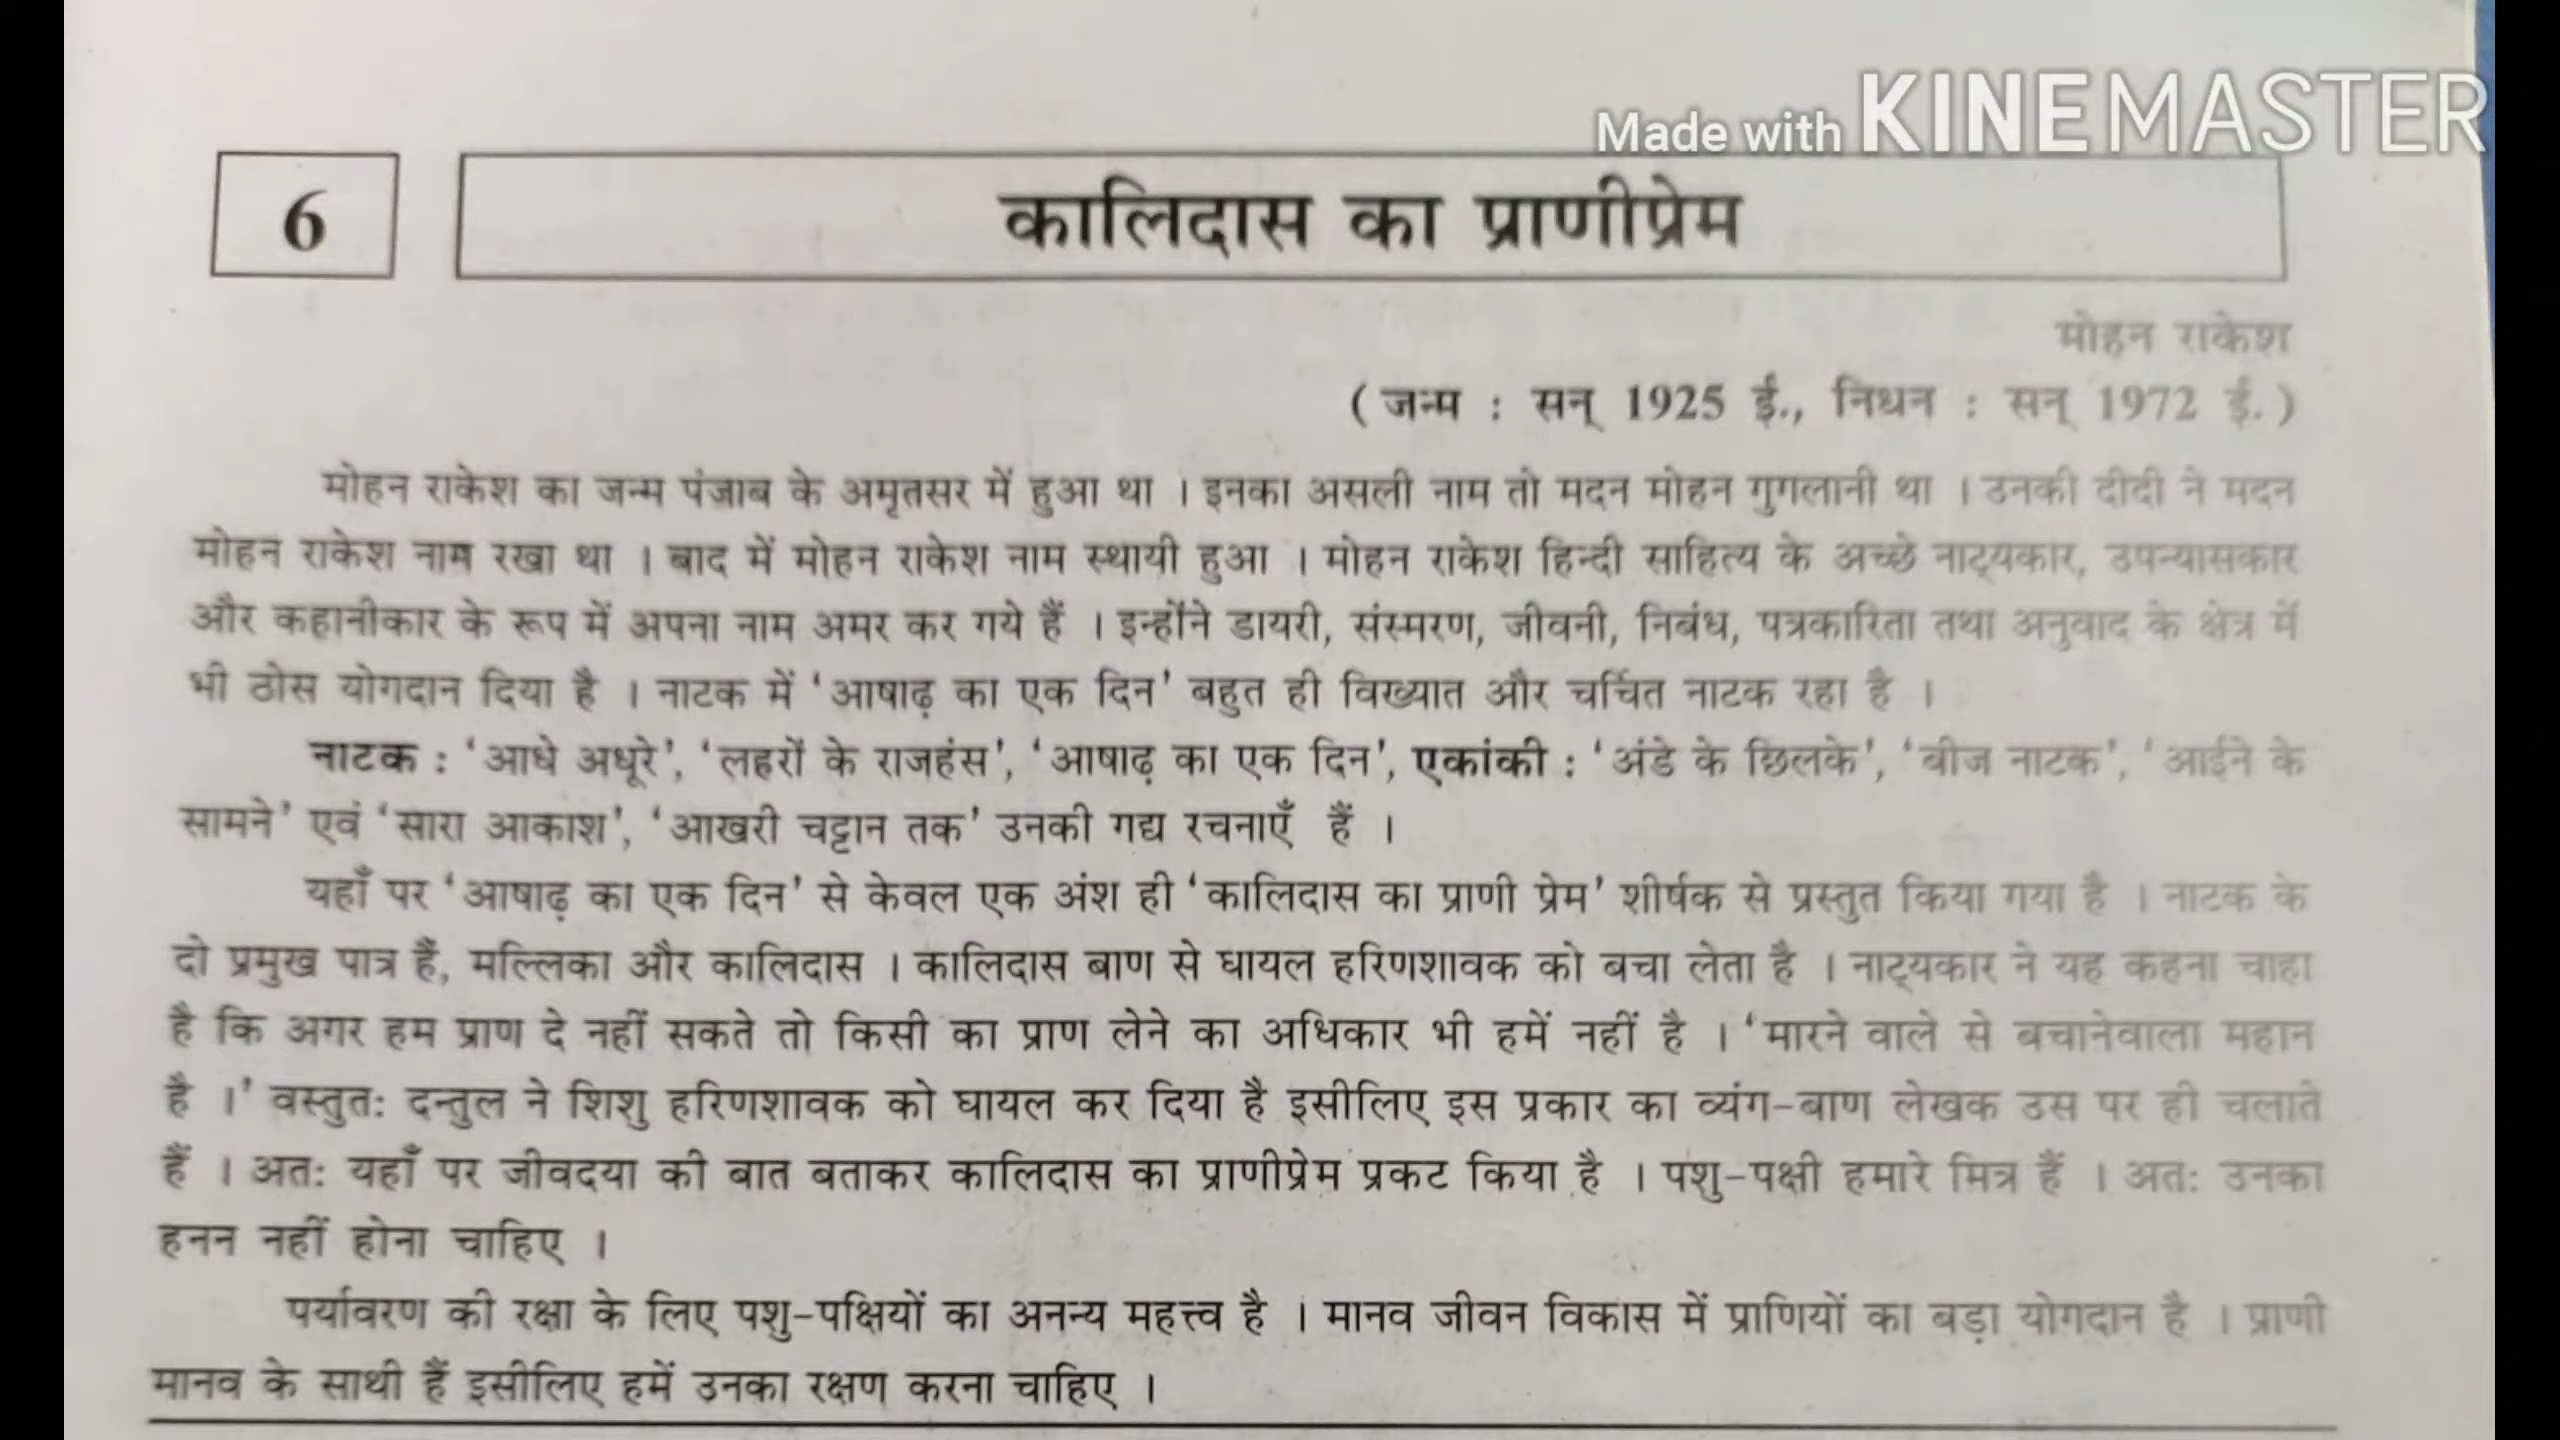 Made with KINEMASTER
6
कालिदास का प्राणीप्रेम
मोहन राकेश
( जन्म : सन् 1925 ई., निधन : सन् 1972 ई. )
मोहन राकेश का जन्म पंजाब के अमृतसर में हुआ था । इनका असली नाम तो मदन मोहन गुगलानी था । उनकी दीदी ने मदन
मोहन राकेश नाम रखा था । बाद में मोहन राकेश नाम स्थायी हुआ । मोहन राकेश हिन्दी साहित्य के अच्छे नाट्यकार, उपन्यासकार
और कहानीकार के रूप में अपना नाम अमर कर गये हैं । इन्होंने डायरी, संस्मरण, जीवनी, निबंध, पत्रकारिता तथा अनुवाद के क्षेत्र में
भी ठोस योगदान दिया है । नाटक में ‘आषाढ़ का एक दिन’ बहुत ही विख्यात और चर्चित नाटक रहा है ।
नाटक : ‘आधे अधूरे’, ‘लहरों के राजहंस’, ‘आषाढ़ का एक दिन’, एकांकी : ‘अंडे के छिलके’, ‘बीज नाटक’, ‘आईने के
सामने’ एवं ‘सारा आकाश’, ‘आखरी चट्टान तक’ उनकी गद्य रचनाएँ हैं ।
यहाँ पर ‘आषाढ़ का एक दिन’ से केवल एक अंश ही ‘कालिदास का प्राणी प्रेम’ शीर्षक से प्रस्तुत किया गया है । नाटक के
दो प्रमुख पात्र हैं, मल्लिका और कालिदास । कालिदास बाण से घायल हरिणशावक को बचा लेता है । नाट्यकार ने यह कहना चाहा
है कि अगर हम प्राण दे नहीं सकते तो किसी का प्राण लेने का अधिकार भी हमें नहीं है । ‘मारने वाले से बचानेवाला महान
है ।’ वस्तुतः दन्तुल ने शिशु हरिणशावक को घायल कर दिया है इसीलिए इस प्रकार का व्यंग-बाण लेखक उस पर ही चलाते
हैं । अतः यहाँ पर जीवदया की बात बताकर कालिदास का प्राणीप्रेम प्रकट किया है । पशु-पक्षी हमारे मित्र हैं । अतः उनका
हनन नहीं होना चाहिए ।
पर्यावरण की रक्षा के लिए पशु-पक्षियों का अनन्य महत्त्व है । मानव जीवन विकास में प्राणियों का बड़ा योगदान है । प्राणी
मानव के साथी हैं इसीलिए हमें उनका रक्षण करना चाहिए ।